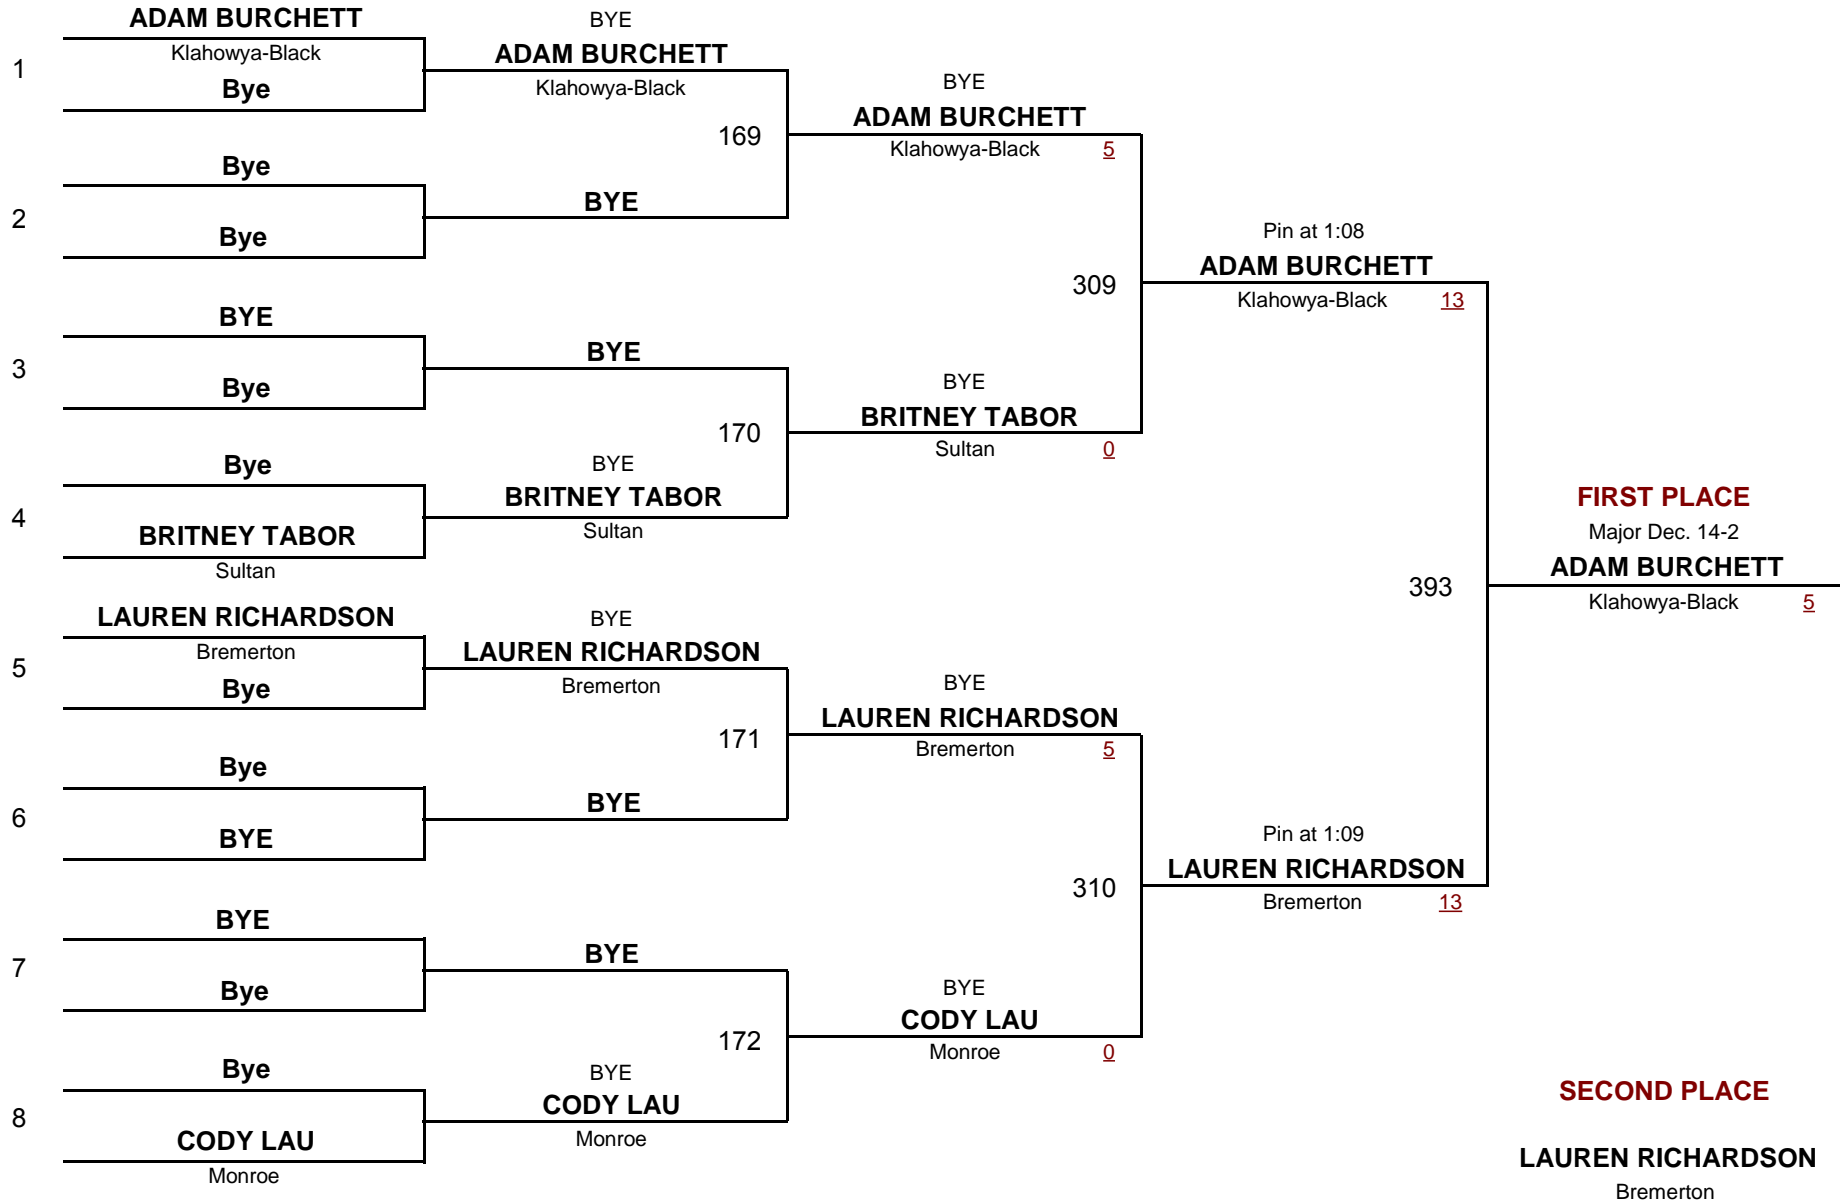 ADAM BURCHETT
Klahowya-Black
1
Bye
Bye
2
Bye
BYE
3
Bye
Bye
4
BRITNEY TABOR
Sultan
LAUREN RICHARDSON
Bremerton
5
Bye
Bye
6
BYE
BYE
7
Bye
Bye
8
CODY LAU
Monroe
BYE
ADAM BURCHETT
Klahowya-Black
169
BYE
BYE
170
BYE
BRITNEY TABOR
Sultan
BYE
LAUREN RICHARDSON
Bremerton
171
BYE
BYE
172
BYE
CODY LAU
Monroe
BYE
ADAM BURCHETT
Klahowya-Black 5
309
BYE
BRITNEY TABOR
Sultan 0
BYE
LAUREN RICHARDSON
Bremerton 5
310
BYE
CODY LAU
Monroe 0
Pin at 1:08
ADAM BURCHETT
Klahowya-Black 13
393
Pin at 1:09
LAUREN RICHARDSON
Bremerton 13
FIRST PLACE
Major Dec. 14-2
ADAM BURCHETT
Klahowya-Black 5
SECOND PLACE
LAUREN RICHARDSON
Bremerton